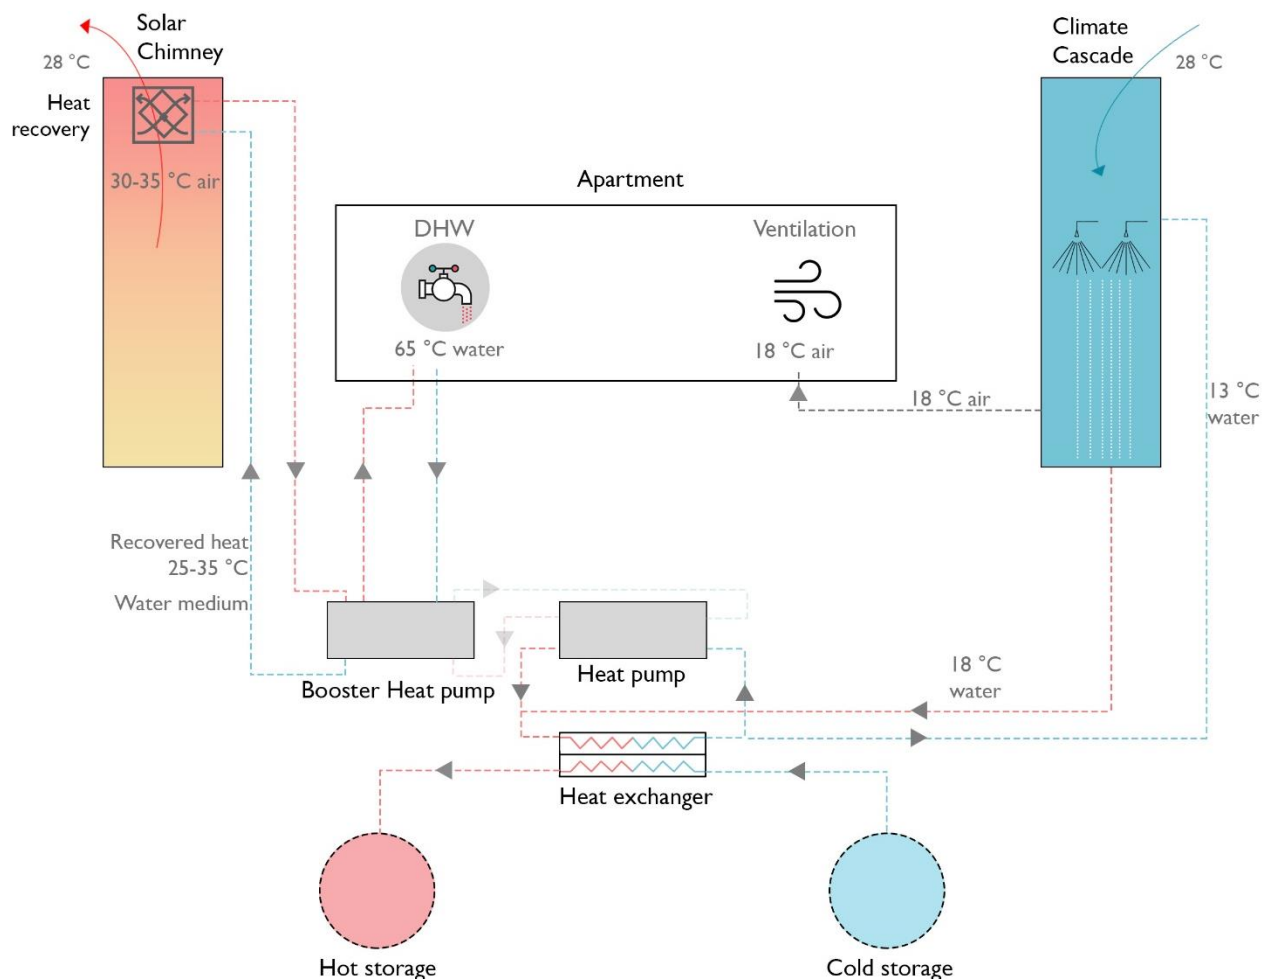 Solar
Chimney
28 °C
Heat
recovery
30-35 °C air
Climate
Cascade
28 °C
Apartment
DHW
Ventilation
65 °C water
18 °C air
18 °C air
13 °C
water
Recovered heat
25-35 °C
Water medium
Booster Heat pump
Heat pump
18 °C
water
Heat exchanger
Hot storage
Cold storage